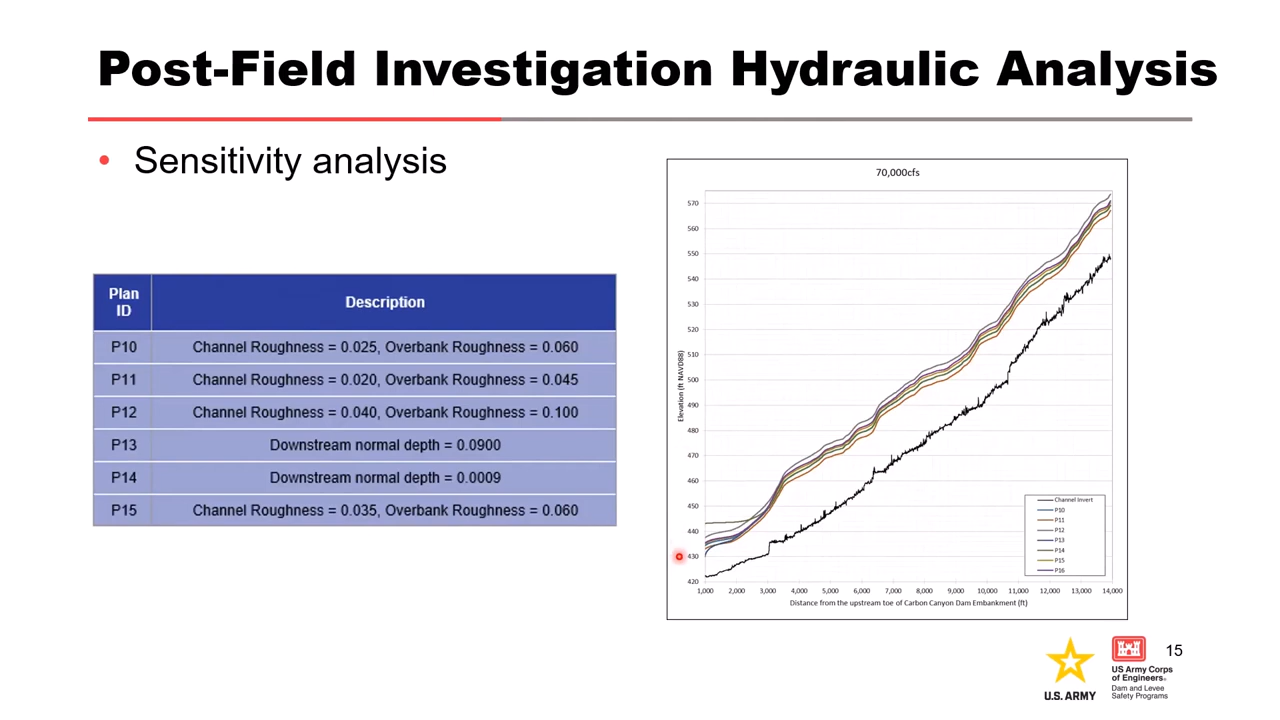 Post-Field Investigation Hydraulic Analysis
• Sensitivity analysis
Plan ID
Description
P10 Channel Roughness = 0.025, Overbank Roughness = 0.060
P11 Channel Roughness = 0.020, Overbank Roughness = 0.045
P12 Channel Roughness = 0.040, Overbank Roughness = 0.100
P13 Downstream normal depth = 0.0900
P14 Downstream normal depth = 0.0009
P15 Channel Roughness = 0.035, Overbank Roughness = 0.060
70,000cfs
Elevation (ft NAVD88)
570
560
550
540
530
520
510
500
490
480
470
460
450
440
430
420
1,000 2,000 3,000 4,000 5,000 6,000 7,000 8,000 9,000 10,000 11,000 12,000 13,000 14,000
Distance from the upstream toe of Carbon Canyon Dam Embankment (ft)
Channel Invert
P10
P11
P12
P13
P14
P15
P16
U.S. ARMY
US Army Corps
of Engineers®
Dam and Levee
Safety Programs
15